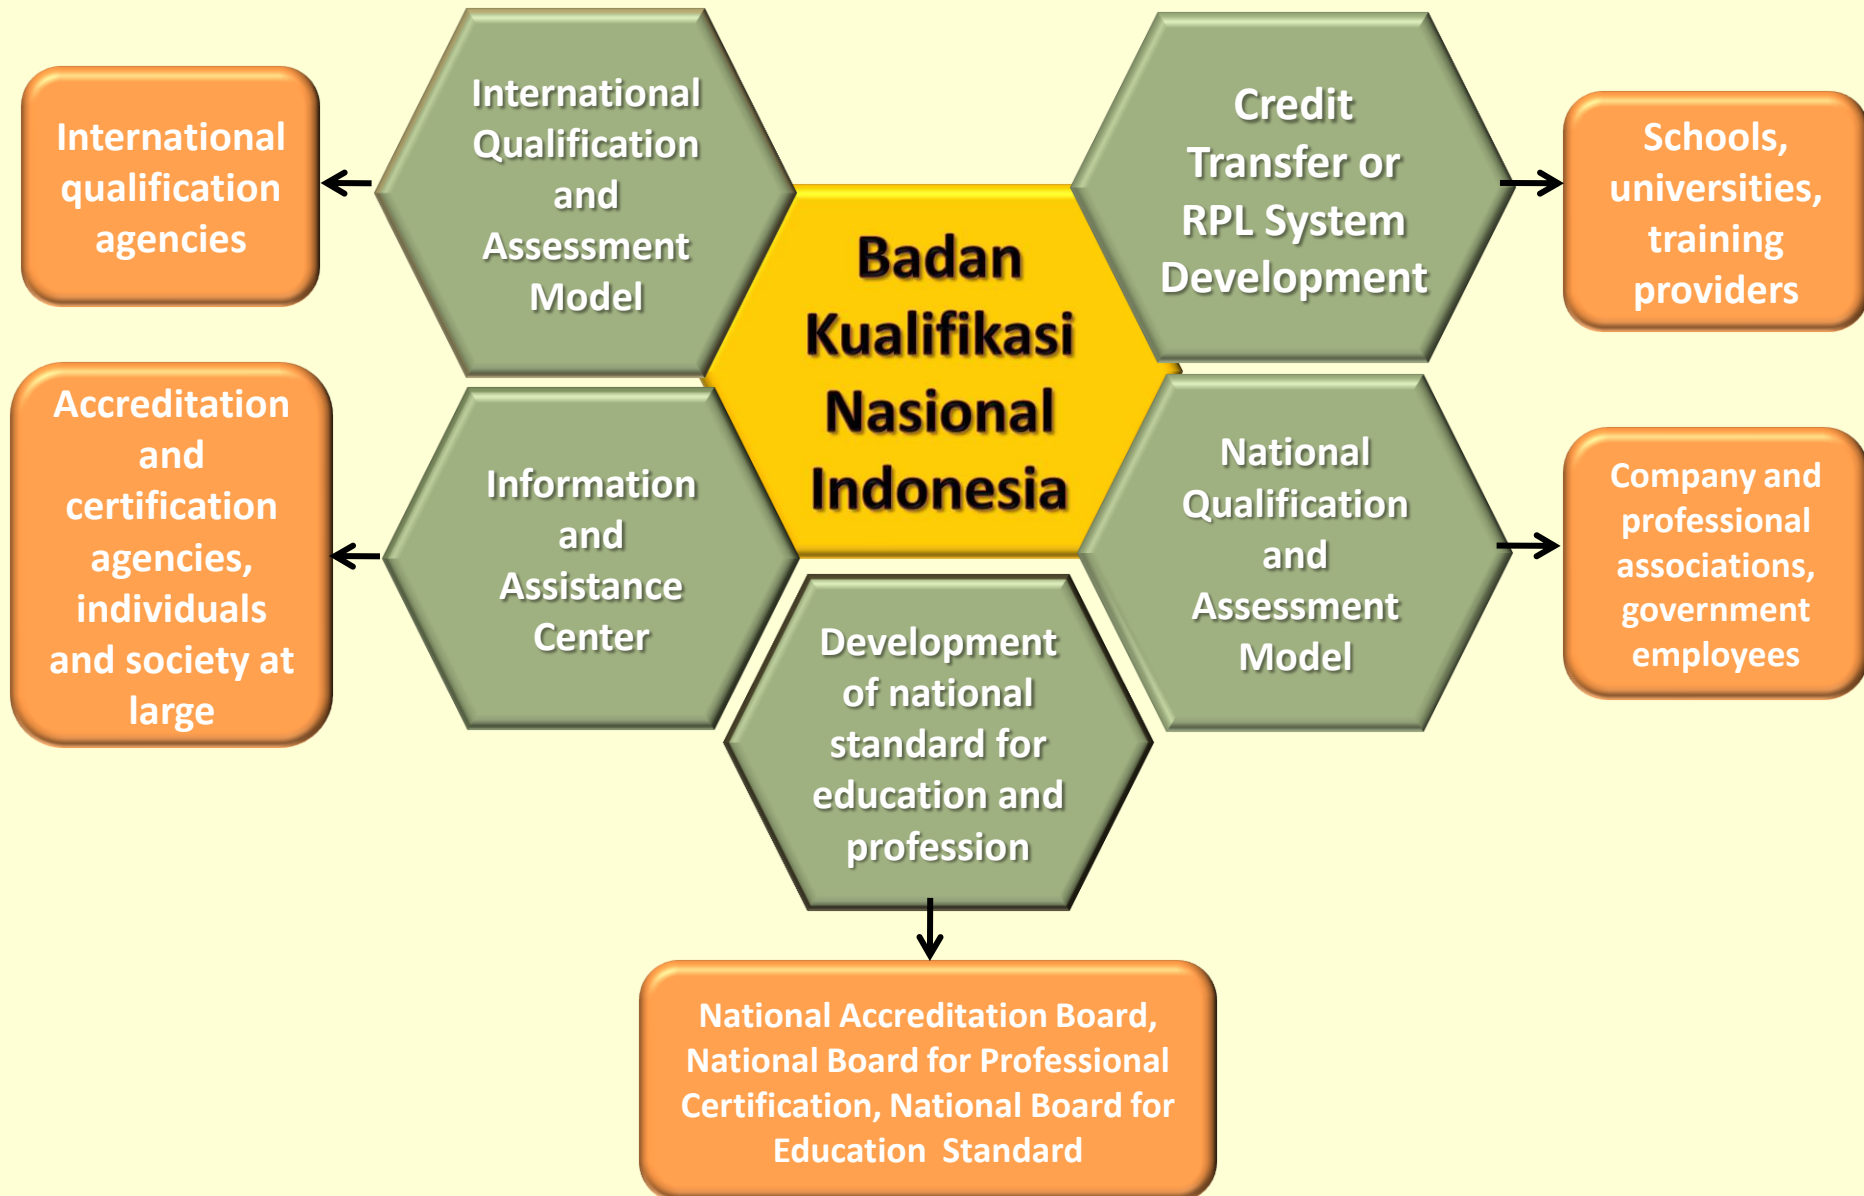 International
qualification
agencies
International
Qualification
and
Assessment
Model
Badan
Kualifikasi
Nasional
Indonesia
Credit
Transfer or
RPL System
Development
Schools,
universities,
training
providers
Accreditation
and
certification
agencies,
individuals
and society at
large
Information
and
Assistance
Center
Development
of national
standard for
education and
profession
National
Qualification
and
Assessment
Model
Company and
professional
associations,
government
employees
National Accreditation Board,
National Board for Professional
Certification, National Board for
Education Standard